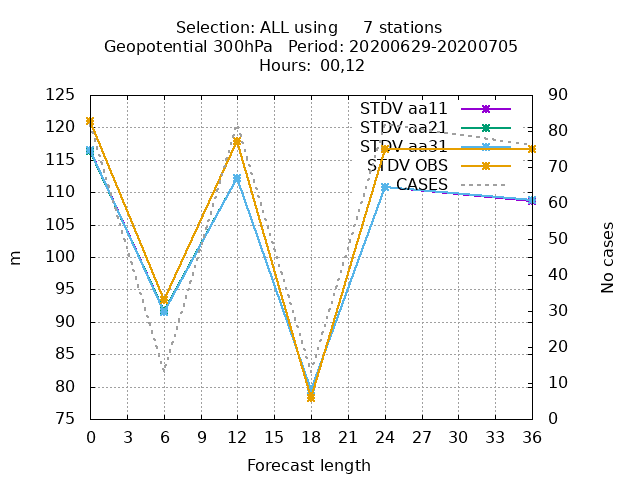 Selection: ALL using 7 stations
Geopotential 300hPa Period: 20200629-20200705
Hours: 00,12
125
120
115
110
105
100
95
90
85
80
75
m
STDV aa11
STDV aa21
STDV aa31
STDV OBS
CASES
90
80
70
60
50
40
30
20
10
0
No cases
0 3 6 9 12 15 18 21 24 27 30 33 36
Forecast length